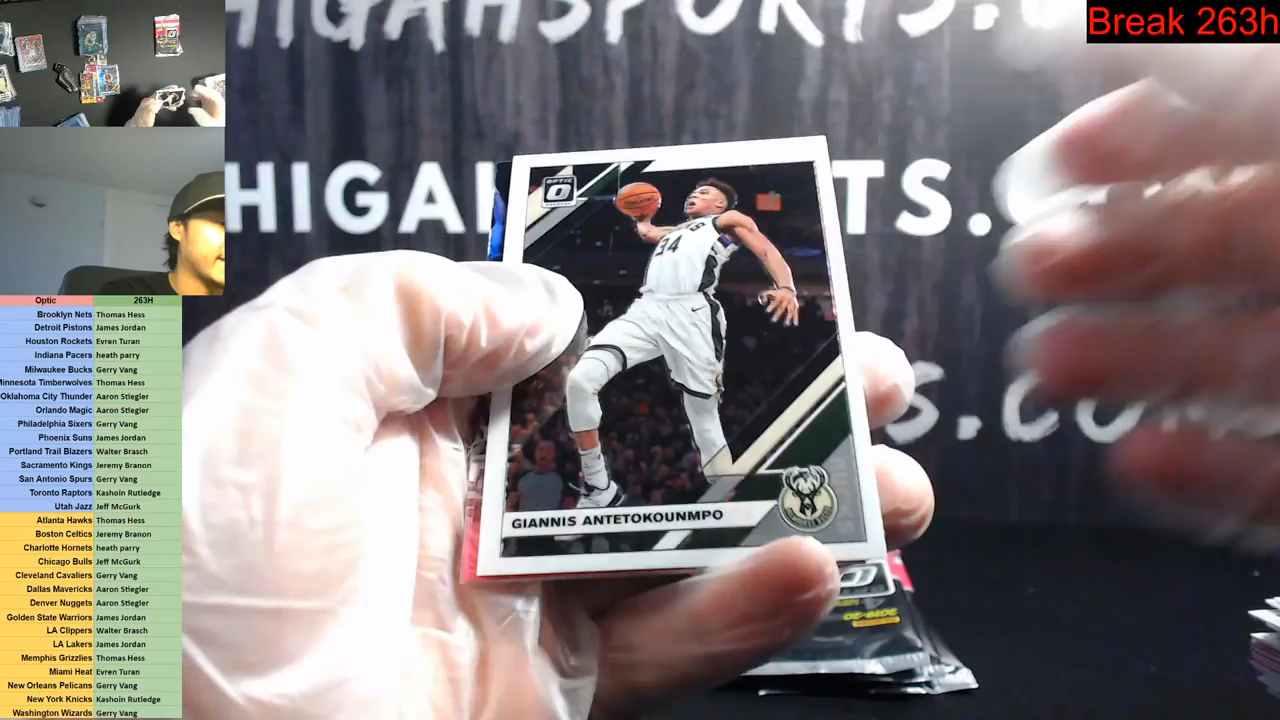 Break 263h
HIGAHSPORTS.C
HIGAH TS.
S.CO
OPTIC
34
GIANNIS ANTETOKOUNMPO
2019-20
Optic 263H
Brooklyn Nets Thomas Hess
Detroit Pistons James Jordan
Houston Rockets Evren Turan
Indiana Pacers heath parry
Milwaukee Bucks Gerry Vang
Minnesota Timberwolves Thomas Hess
Oklahoma City Thunder Aaron Stiegler
Orlando Magic Aaron Stiegler
Philadelphia Sixers Gerry Vang
Phoenix Suns James Jordan
Portland Trail Blazers Walter Brasch
Sacramento Kings Jeremy Branon
San Antonio Spurs Gerry Vang
Toronto Raptors Kashoin Rutledge
Utah Jazz Jeff McGurk
Atlanta Hawks Thomas Hess
Boston Celtics Jeremy Branon
Charlotte Hornets heath parry
Chicago Bulls Jeff McGurk
Cleveland Cavaliers Gerry Vang
Dallas Mavericks Aaron Stiegler
Denver Nuggets Aaron Stiegler
Golden State Warriors James Jordan
LA Clippers Walter Brasch
LA Lakers James Jordan
Memphis Grizzlies Thomas Hess
Miami Heat Evren Turan
New Orleans Pelicans Gerry Vang
New York Knicks Kashoin Rutledge
Washington Wizards Gerry Vang